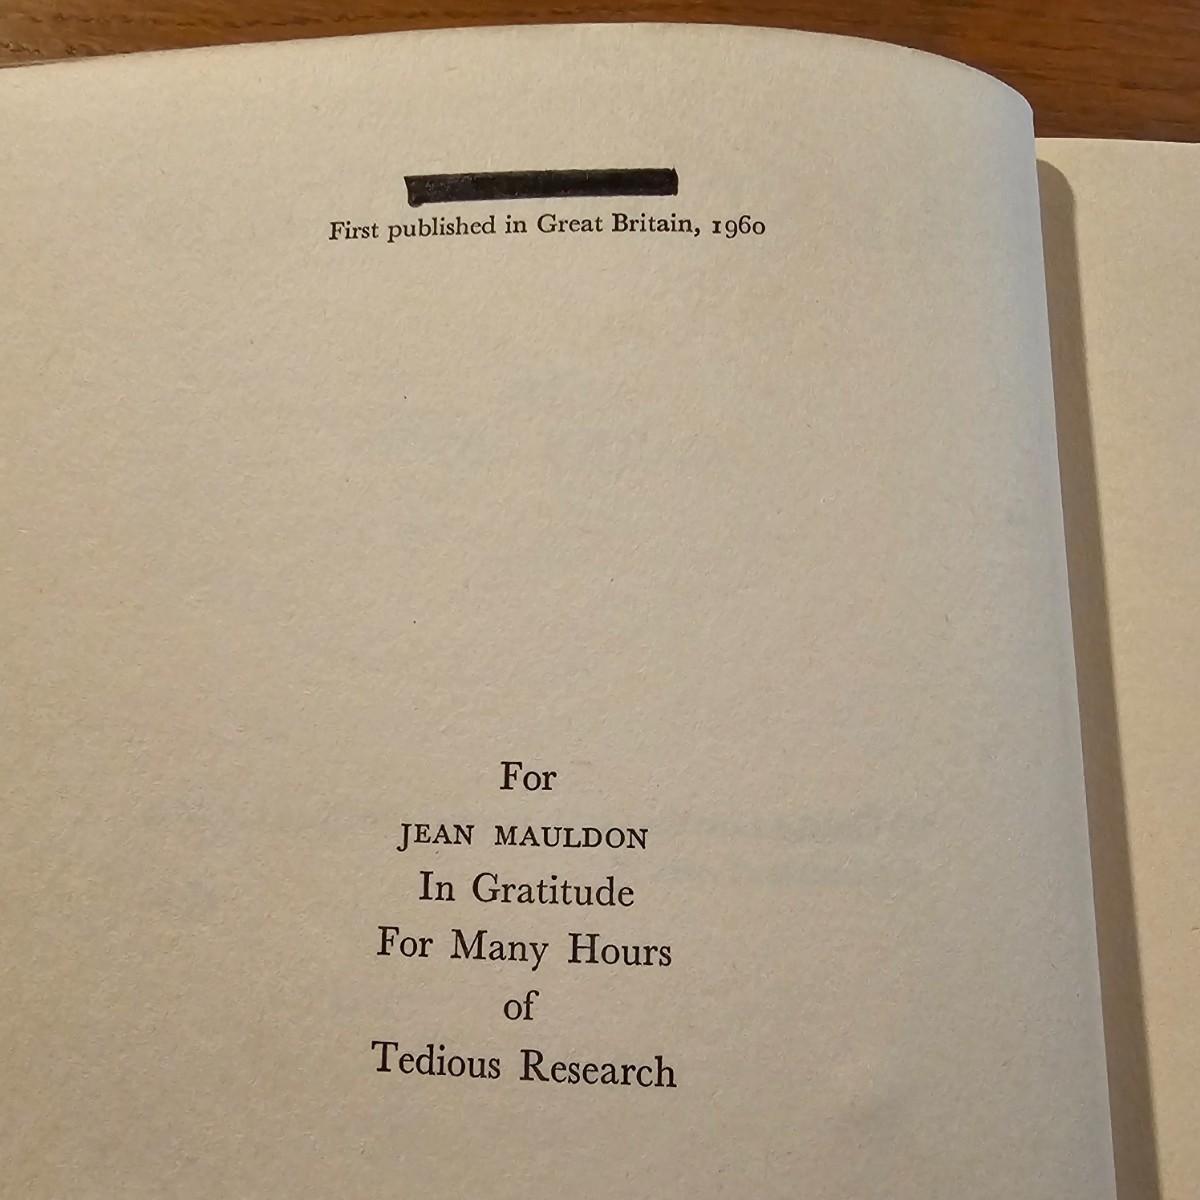 First published in Great Britain, 1960
For
JEAN MAULDON
In Gratitude
For Many Hours
of
Tedious Research